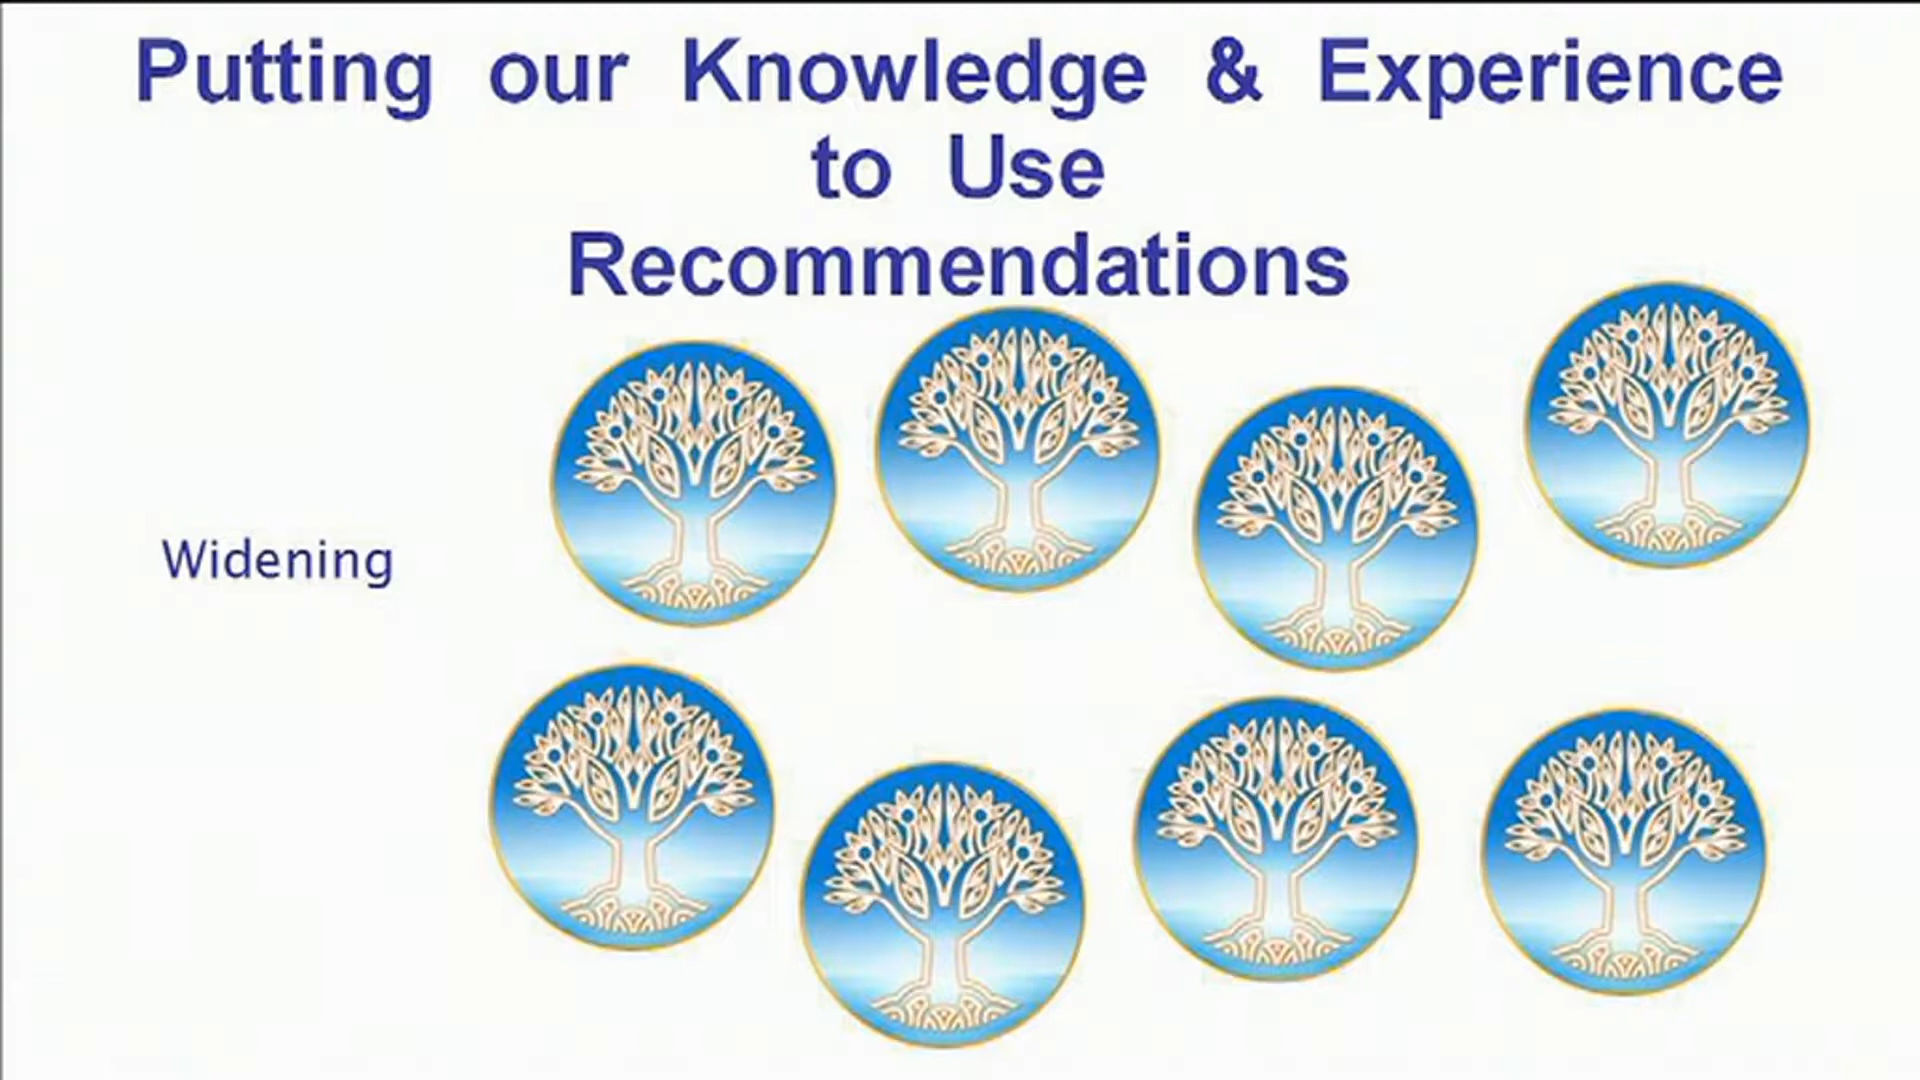 Putting our Knowledge & Experience
to Use
Recommendations
Widening